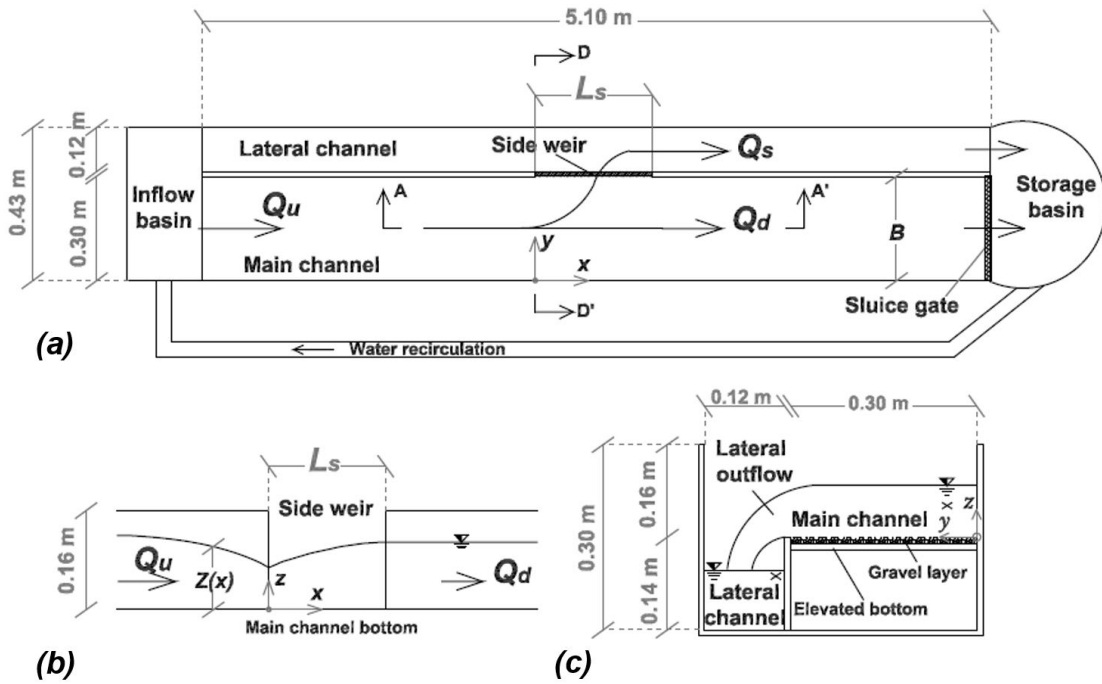 5.10 m
D
Ls
Side weir
Lateral channel
Qs
0.12 m
0.43 m
0.30 m
Inflow
basin
Qu
A
A'
Qd
B
Storage
basin
y
x
Main channel
D'
Sluice gate
(a)
Water recirculation
Ls
Side weir
0.16 m
Qu
Z(x)
z
x
Qd
Main channel bottom
(b)
0.12 m
0.30 m
Lateral
outflow
0.30 m
0.16 m
0.14 m
Main channel
x
y
z
Gravel layer
Lateral
channel
x
Elevated bottom
(c)